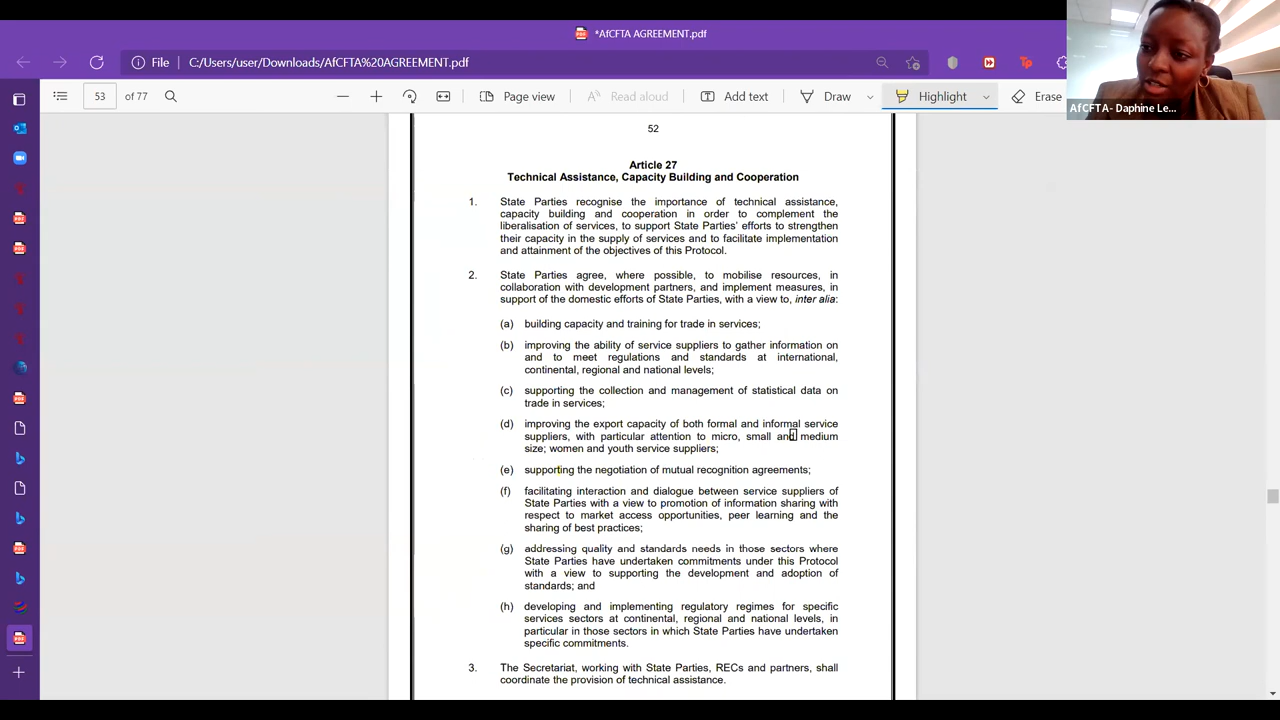 *AfCFTA AGREEMENT.pdf
File C:/Users/user/Downloads/AfCFTA%20AGREEMENT.pdf
53 of 77 Page view Read aloud Add text Draw Highlight Erase
AfCFTA- Daphine Le...
52
Article 27
Technical Assistance, Capacity Building and Cooperation
1. State Parties recognise the importance of technical assistance,
capacity building and cooperation in order to complement the
liberalisation of services, to support State Parties' efforts to strengthen
their capacity in the supply of services and to facilitate implementation
and attainment of the objectives of this Protocol.
2. State Parties agree, where possible, to mobilise resources, in
collaboration with development partners, and implement measures, in
support of the domestic efforts of State Parties, with a view to, inter alia:
(a) building capacity and training for trade in services;
(b) improving the ability of service suppliers to gather information on
and to meet regulations and standards at international,
continental, regional and national levels;
(c) supporting the collection and management of statistical data on
trade in services;
(d) improving the export capacity of both formal and informal service
suppliers, with particular attention to micro, small and medium
size; women and youth service suppliers;
(e) supporting the negotiation of mutual recognition agreements;
(f) facilitating interaction and dialogue between service suppliers of
State Parties with a view to promotion of information sharing with
respect to market access opportunities, peer learning and the
sharing of best practices;
(g) addressing quality and standards needs in those sectors where
State Parties have undertaken commitments under this Protocol
with a view to supporting the development and adoption of
standards; and
(h) developing and implementing regulatory regimes for specific
services sectors at continental, regional and national levels, in
particular in those sectors in which State Parties have undertaken
specific commitments.
3. The Secretariat, working with State Parties, RECs and partners, shall
coordinate the provision of technical assistance.